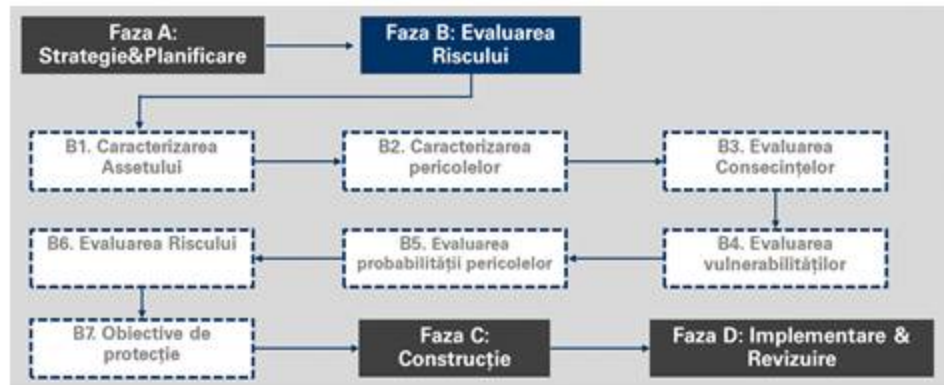 Faza A:
Strategie&Planificare
Faza B: Evaluarea
Riscului
B1. Caracterizarea
Assetului
B2. Caracterizarea
pericolelor
B3. Evaluarea
Consecințelor
B6. Evaluarea Riscului
B5. Evaluarea
probabilității pericolelor
B4. Evaluarea
vulnerabilităților
B7. Obiective de
protecție
Faza C:
Construcție
Faza D: Implementare &
Revizuire